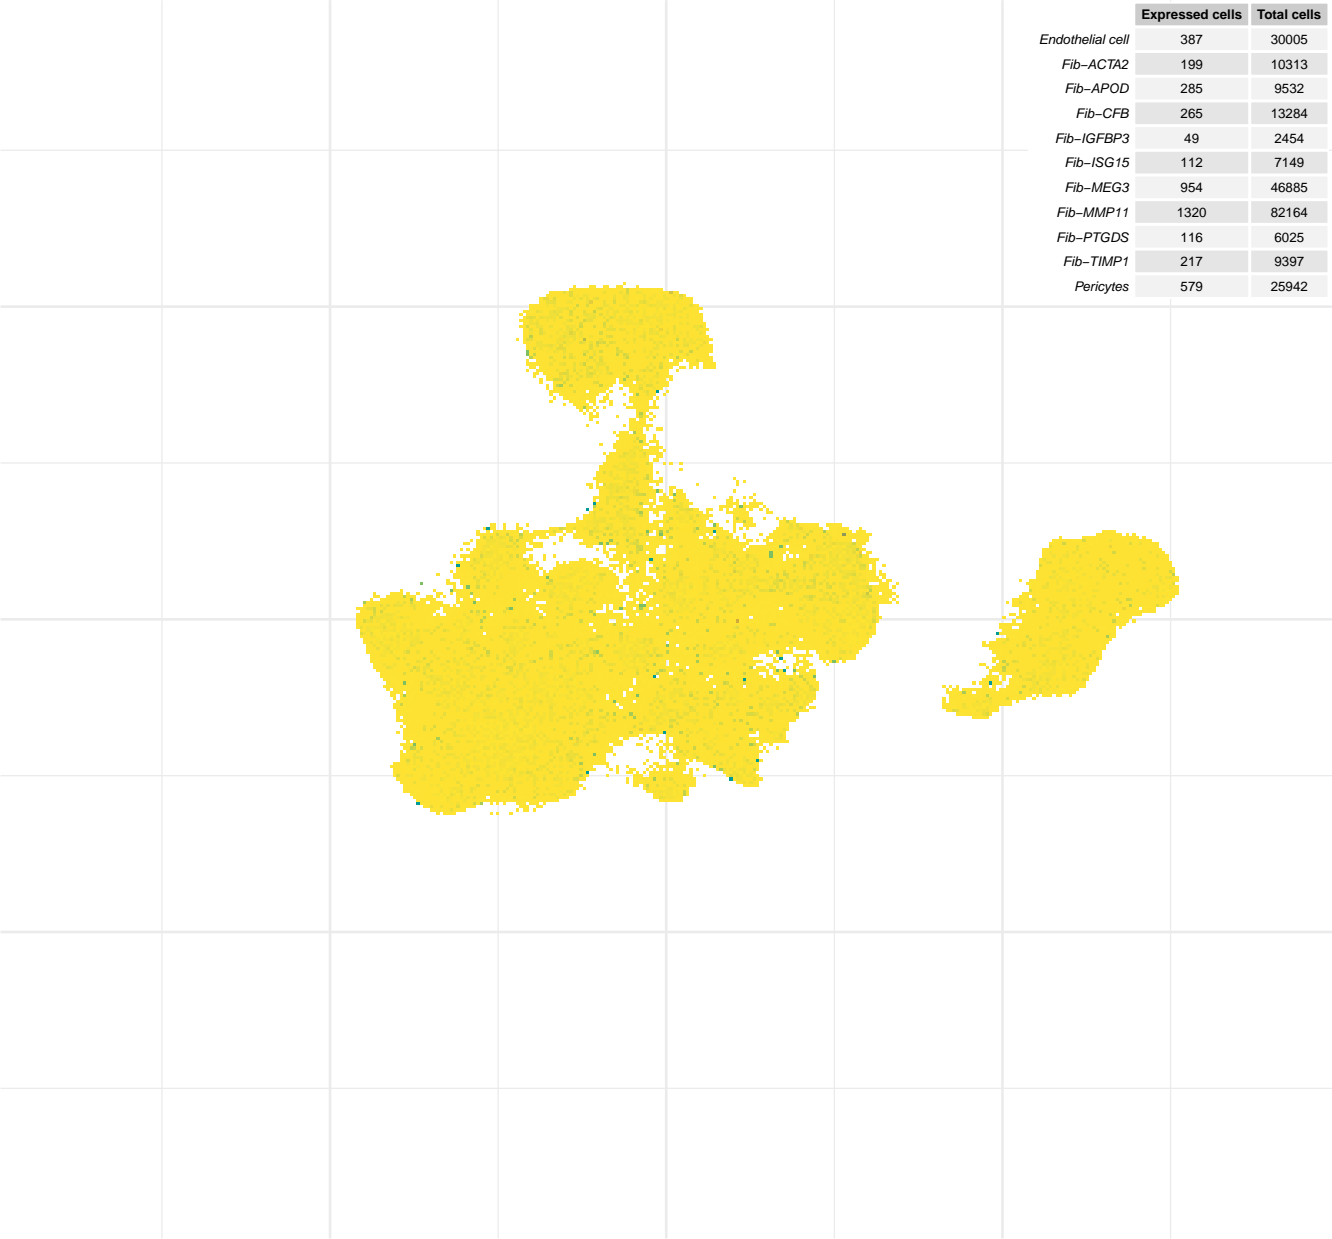 Expressed cells Total cells
Endothelial cell 387 30005
Fib−ACTA2 199 10313
Fib−APOD 285 9532
Fib−CFB 265 13284
Fib−IGFBP3 49 2454
Fib−ISG15 112 7149
Fib−MEG3 954 46885
Fib−MMP11 1320 82164
Fib−PTGDS 116 6025
Fib−TIMP1 217 9397
Pericytes 579 25942